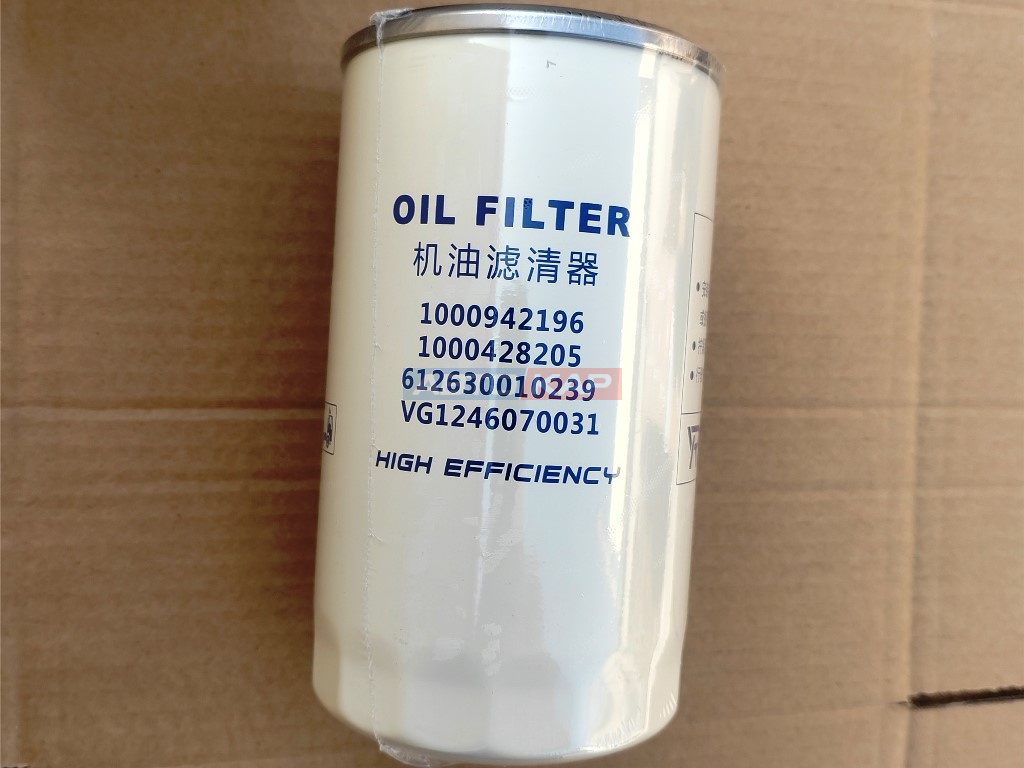 OIL FILTER
机油滤清器
1000942196
1000428205
612630010239
VG1246070031
HIGH EFFICIENCY